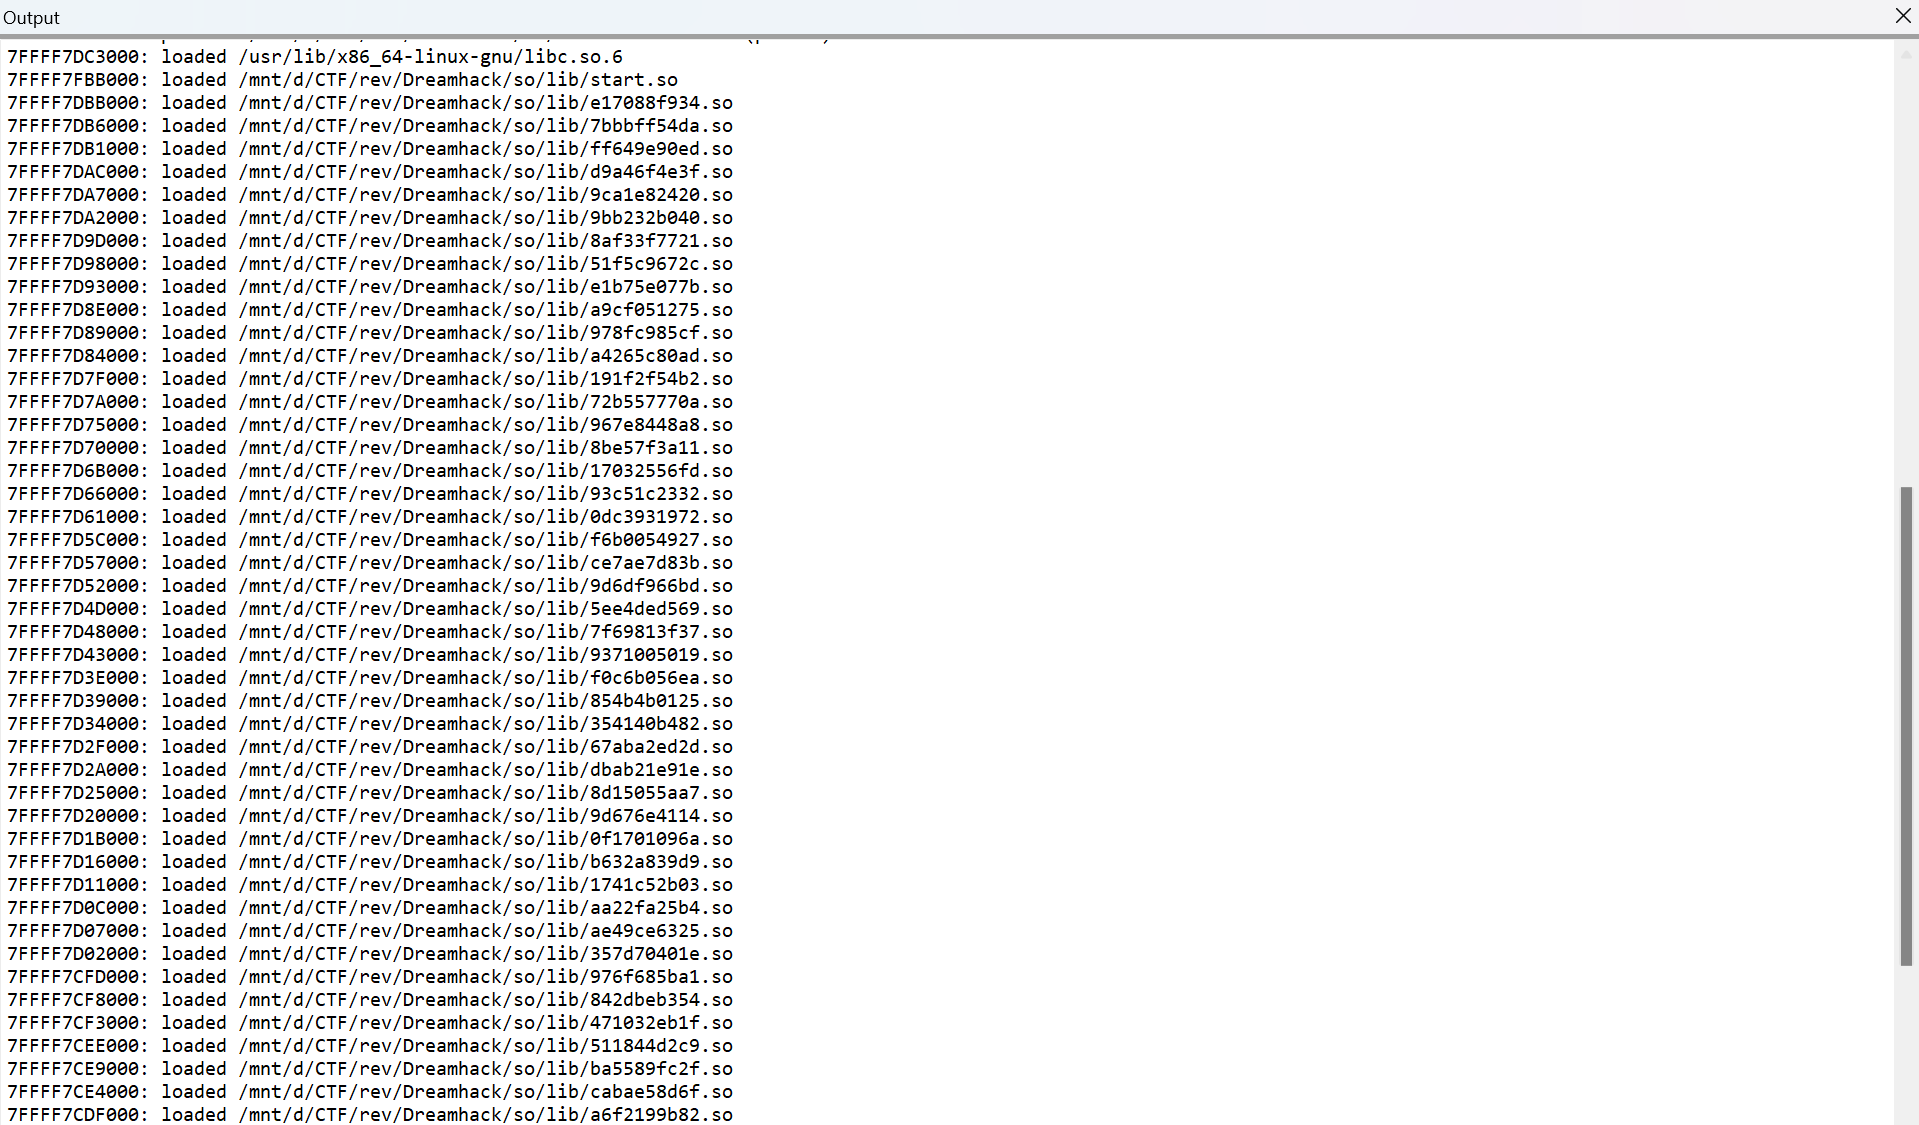 Output
7FFFF7DC3000: loaded /usr/lib/x86_64-linux-gnu/libc.so.6
7FFFF7FBB000: loaded /mnt/d/CTF/rev/Dreamhack/so/lib/start.so
7FFFF7DBB000: loaded /mnt/d/CTF/rev/Dreamhack/so/lib/e17088f934.so
7FFFF7DB6000: loaded /mnt/d/CTF/rev/Dreamhack/so/lib/7bbbff54da.so
7FFFF7DB1000: loaded /mnt/d/CTF/rev/Dreamhack/so/lib/ff649e90ed.so
7FFFF7DAC000: loaded /mnt/d/CTF/rev/Dreamhack/so/lib/d9a46f4e3f.so
7FFFF7DA7000: loaded /mnt/d/CTF/rev/Dreamhack/so/lib/9ca1e82420.so
7FFFF7DA2000: loaded /mnt/d/CTF/rev/Dreamhack/so/lib/9bb232b040.so
7FFFF7D9D000: loaded /mnt/d/CTF/rev/Dreamhack/so/lib/8af33f7721.so
7FFFF7D98000: loaded /mnt/d/CTF/rev/Dreamhack/so/lib/51f5c9672c.so
7FFFF7D93000: loaded /mnt/d/CTF/rev/Dreamhack/so/lib/e1b75e077b.so
7FFFF7D8E000: loaded /mnt/d/CTF/rev/Dreamhack/so/lib/a9cf051275.so
7FFFF7D89000: loaded /mnt/d/CTF/rev/Dreamhack/so/lib/978fc985cf.so
7FFFF7D84000: loaded /mnt/d/CTF/rev/Dreamhack/so/lib/a4265c80ad.so
7FFFF7D7F000: loaded /mnt/d/CTF/rev/Dreamhack/so/lib/191f2f54b2.so
7FFFF7D7A000: loaded /mnt/d/CTF/rev/Dreamhack/so/lib/72b557770a.so
7FFFF7D75000: loaded /mnt/d/CTF/rev/Dreamhack/so/lib/967e8448a8.so
7FFFF7D70000: loaded /mnt/d/CTF/rev/Dreamhack/so/lib/8be57f3a11.so
7FFFF7D6B000: loaded /mnt/d/CTF/rev/Dreamhack/so/lib/17032556fd.so
7FFFF7D66000: loaded /mnt/d/CTF/rev/Dreamhack/so/lib/93c51c2332.so
7FFFF7D61000: loaded /mnt/d/CTF/rev/Dreamhack/so/lib/0dc3931972.so
7FFFF7D5C000: loaded /mnt/d/CTF/rev/Dreamhack/so/lib/f6b0054927.so
7FFFF7D57000: loaded /mnt/d/CTF/rev/Dreamhack/so/lib/ce7ae7d83b.so
7FFFF7D52000: loaded /mnt/d/CTF/rev/Dreamhack/so/lib/9d6df966bd.so
7FFFF7D4D000: loaded /mnt/d/CTF/rev/Dreamhack/so/lib/5ee4ded569.so
7FFFF7D48000: loaded /mnt/d/CTF/rev/Dreamhack/so/lib/7f69813f37.so
7FFFF7D43000: loaded /mnt/d/CTF/rev/Dreamhack/so/lib/9371005019.so
7FFFF7D3E000: loaded /mnt/d/CTF/rev/Dreamhack/so/lib/f0c6b056ea.so
7FFFF7D39000: loaded /mnt/d/CTF/rev/Dreamhack/so/lib/854b4b0125.so
7FFFF7D34000: loaded /mnt/d/CTF/rev/Dreamhack/so/lib/354140b482.so
7FFFF7D2F000: loaded /mnt/d/CTF/rev/Dreamhack/so/lib/67aba2ed2d.so
7FFFF7D2A000: loaded /mnt/d/CTF/rev/Dreamhack/so/lib/dbab21e91e.so
7FFFF7D25000: loaded /mnt/d/CTF/rev/Dreamhack/so/lib/8d15055aa7.so
7FFFF7D20000: loaded /mnt/d/CTF/rev/Dreamhack/so/lib/9d676e4114.so
7FFFF7D1B000: loaded /mnt/d/CTF/rev/Dreamhack/so/lib/0f1701096a.so
7FFFF7D16000: loaded /mnt/d/CTF/rev/Dreamhack/so/lib/b632a839d9.so
7FFFF7D11000: loaded /mnt/d/CTF/rev/Dreamhack/so/lib/1741c52b03.so
7FFFF7D0C000: loaded /mnt/d/CTF/rev/Dreamhack/so/lib/aa22fa25b4.so
7FFFF7D07000: loaded /mnt/d/CTF/rev/Dreamhack/so/lib/ae49ce6325.so
7FFFF7D02000: loaded /mnt/d/CTF/rev/Dreamhack/so/lib/357d70401e.so
7FFFF7CFD000: loaded /mnt/d/CTF/rev/Dreamhack/so/lib/976f685ba1.so
7FFFF7CF8000: loaded /mnt/d/CTF/rev/Dreamhack/so/lib/842dbeb354.so
7FFFF7CF3000: loaded /mnt/d/CTF/rev/Dreamhack/so/lib/471032eb1f.so
7FFFF7CEE000: loaded /mnt/d/CTF/rev/Dreamhack/so/lib/511844d2c9.so
7FFFF7CE9000: loaded /mnt/d/CTF/rev/Dreamhack/so/lib/ba5589fc2f.so
7FFFF7CE4000: loaded /mnt/d/CTF/rev/Dreamhack/so/lib/cabae58d6f.so
7FFFF7CDF000: loaded /mnt/d/CTF/rev/Dreamhack/so/lib/a6f2199b82.so